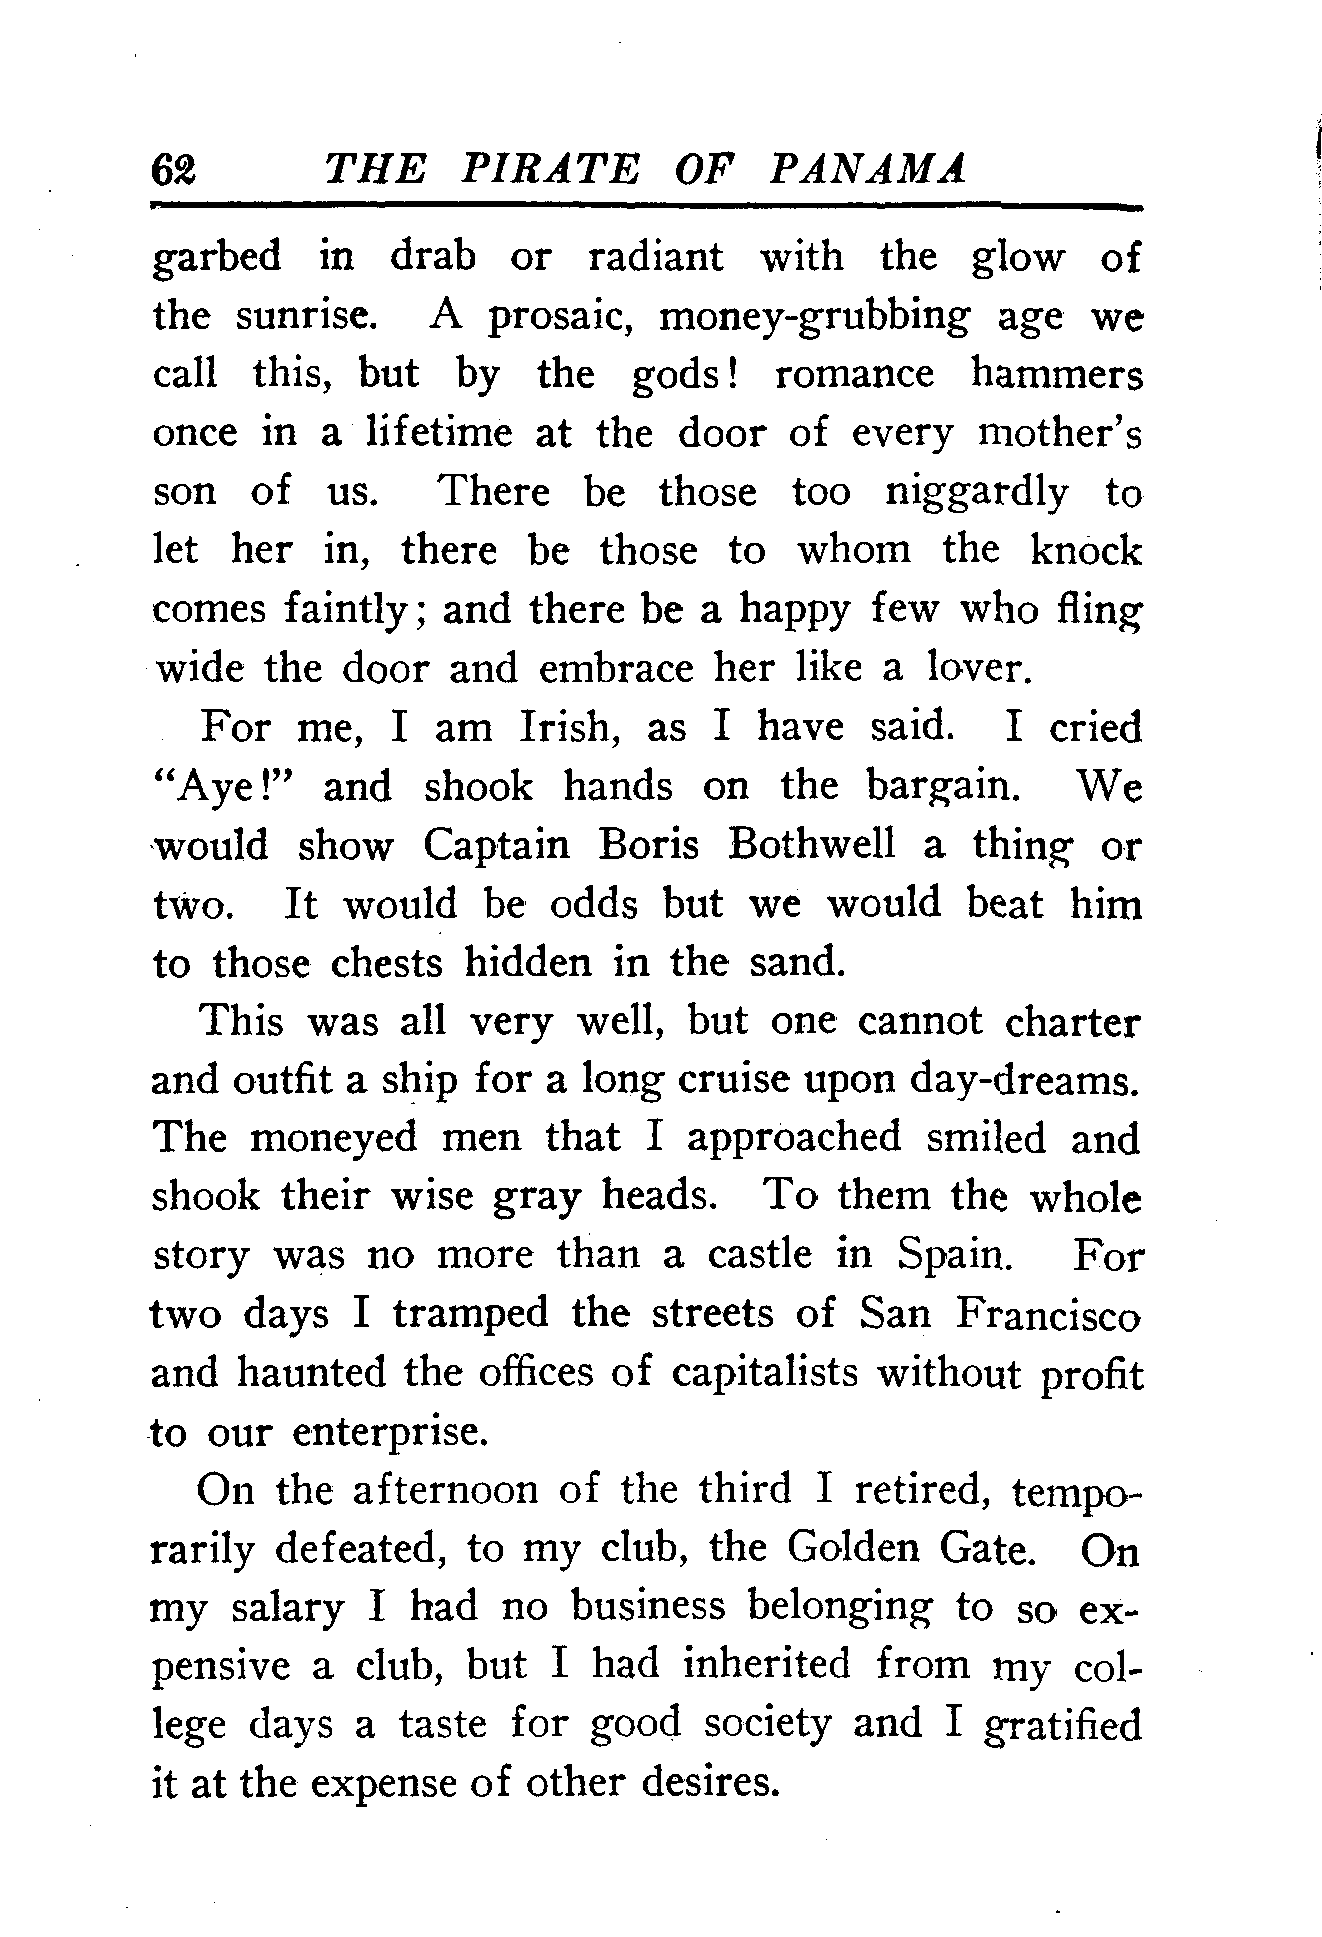 62 THE PIRATE OF PANAMA
garbed in drab or radiant with the glow of
the sunrise. A prosaic, money-grubbing age we
call this, but by the gods! romance hammers
once in a lifetime at the door of every mother's
son of us. There be those too niggardly to
let her in, there be those to whom the knock
comes faintly; and there be a happy few who fling
wide the door and embrace her like a lover.
For me, I am Irish, as I have said. I cried
“Aye!” and shook hands on the bargain. We
would show Captain Boris Bothwell a thing or
two. It would be odds but we would beat him
to those chests hidden in the sand.
This was all very well, but one cannot charter
and outfit a ship for a long cruise upon day-dreams.
The moneyed men that I approached smiled and
shook their wise gray heads. To them the whole
story was no more than a castle in Spain. For
two days I tramped the streets of San Francisco
and haunted the offices of capitalists without profit
to our enterprise.
On the afternoon of the third I retired, tempo-
rarily defeated, to my club, the Golden Gate. On
my salary I had no business belonging to so ex-
pensive a club, but I had inherited from my col-
lege days a taste for good society and I gratified
it at the expense of other desires.